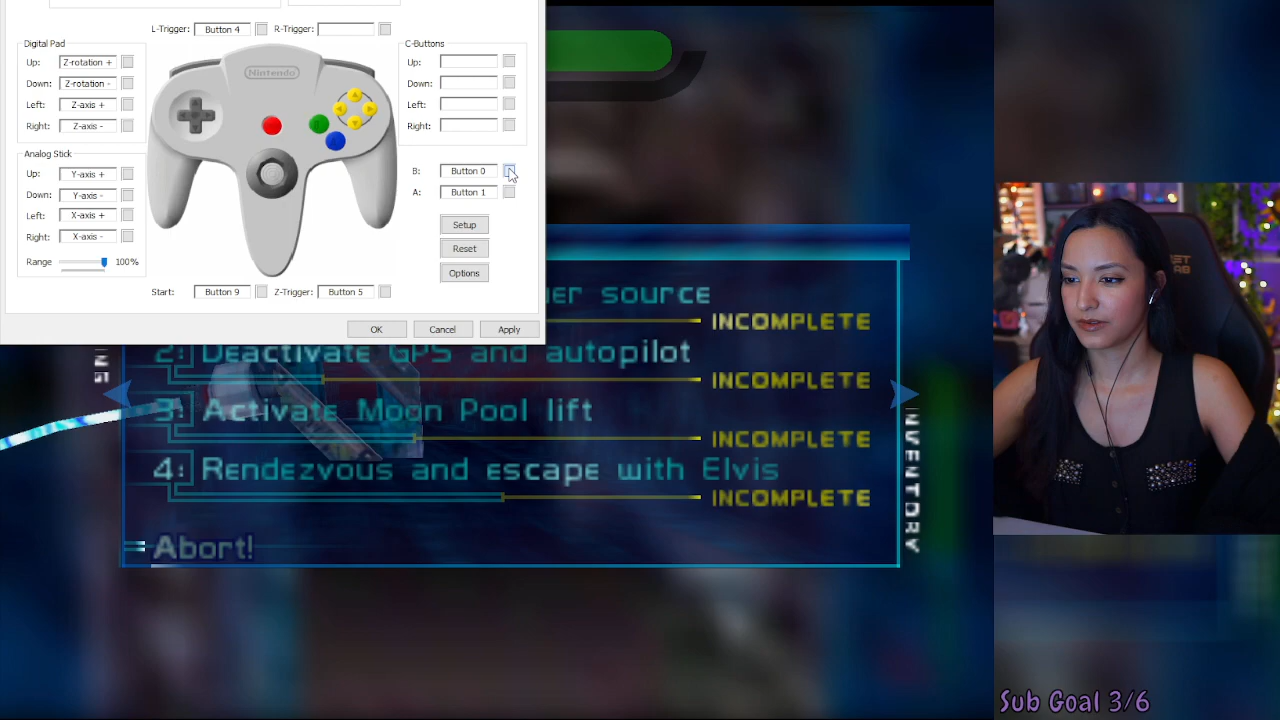 L-Trigger: Button 4 R-Trigger:
Digital Pad
Up: Z-rotation +
Down: Z-rotation -
Left: Z-axis +
Right: Z-axis -
Analog Stick
Up: Y-axis +
Down: Y-axis -
Left: X-axis +
Right: X-axis -
Range 100%
Nintendo
C-Buttons
Up:
Down:
Left:
Right:
B: Button 0
A: Button 1
Setup
Reset
Options
Start: Button 9 Z-Trigger: Button 5
OK Cancel Apply
source
INCOMPLETE
2: Deactivate GPS and autopilot
INCOMPLETE
3: Activate Moon Pool lift
INCOMPLETE
4: Rendezvous and escape with Elvis
INCOMPLETE
Abort!
INVENTORY
Sub Goal 3/6